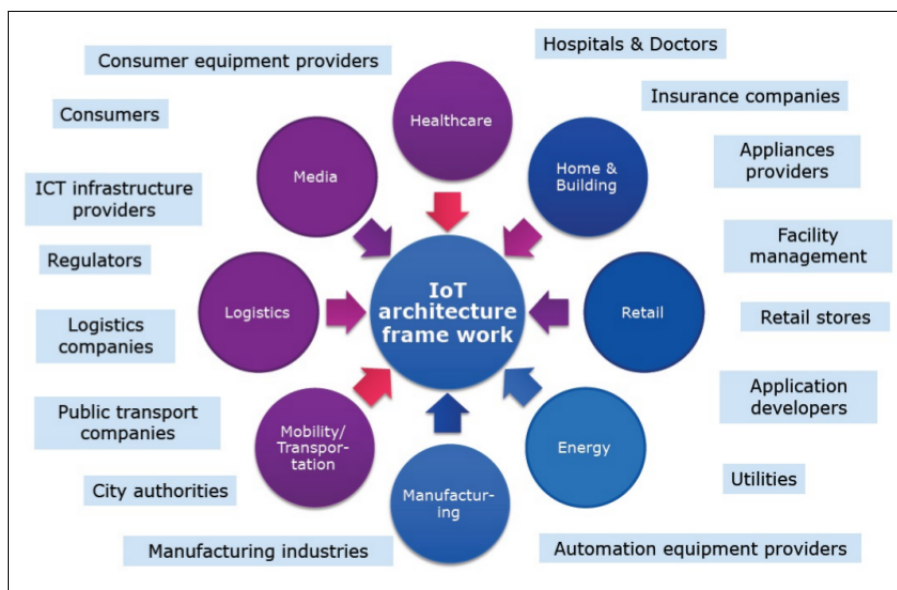 Hospitals & Doctors
Consumer equipment providers
Insurance companies
Consumers
Healthcare
Appliances
providers
Media
Home &
Building
ICT infrastructure
providers
Facility
management
Regulators
IoT
architecture
frame work
Logistics
Retail
Retail stores
Logistics
companies
Application
developers
Public transport
companies
Mobility/
Transpor-
tation
Energy
Utilities
City authorities
Manufactur-
ing
Manufacturing industries
Automation equipment providers